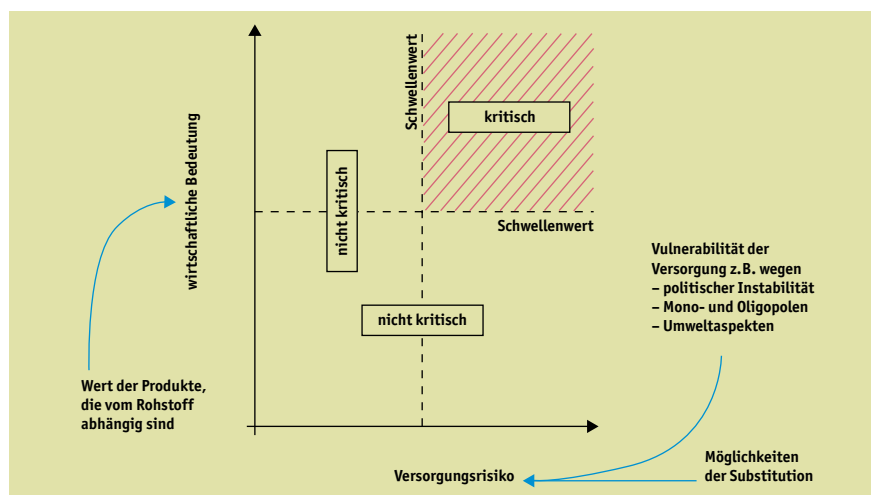 Schwellenwert
kritisch
wirtschaftliche Bedeutung
nicht kritisch
Schwellenwert
nicht kritisch
Vulnerabilität der
Versorgung z. B. wegen
– politischer Instabilität
– Mono- und Oligopolen
– Umweltaspekten
Wert der Produkte,
die vom Rohstoff
abhängig sind
Versorgungsrisiko
Möglichkeiten
der Substitution